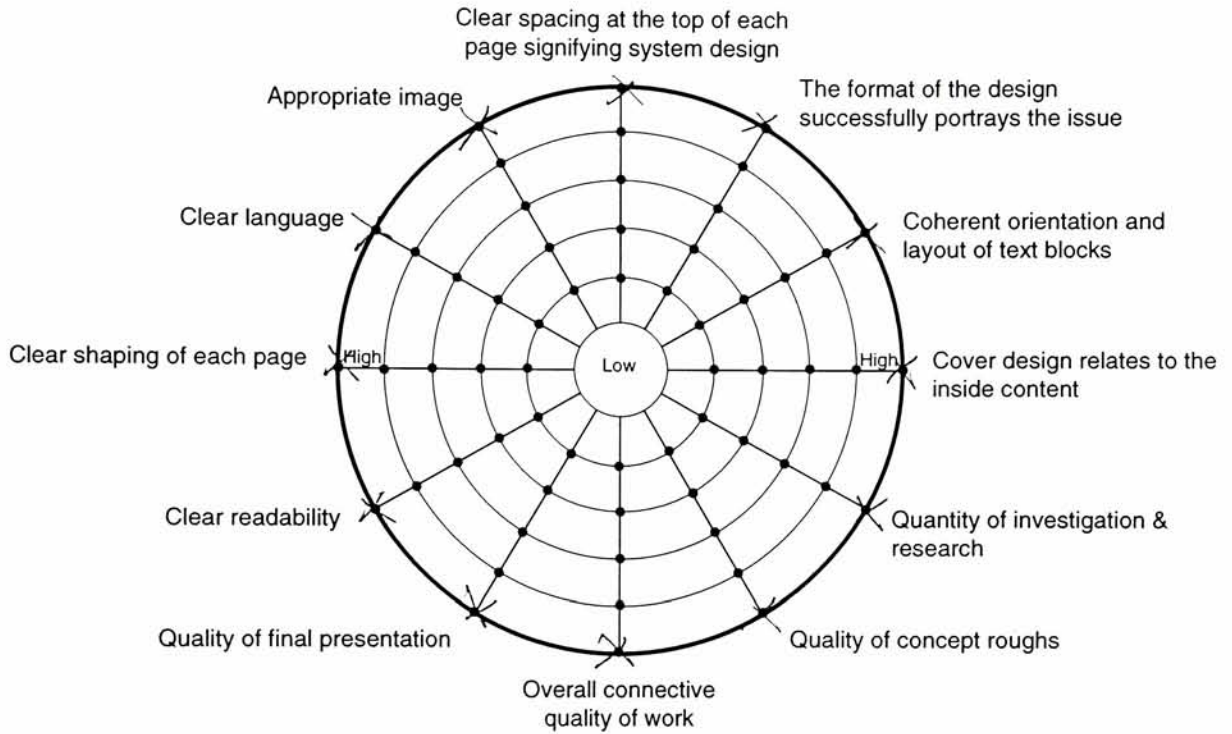 Clear spacing at the top of each
page signifying system design
Appropriate image
The format of the design
successfully portrays the issue
Clear language
Coherent orientation and
layout of text blocks
Clear shaping of each page
High
Low
High
Cover design relates to the
inside content
Clear readability
Quantity of investigation &
research
Quality of final presentation
Quality of concept roughs
Overall connective
quality of work